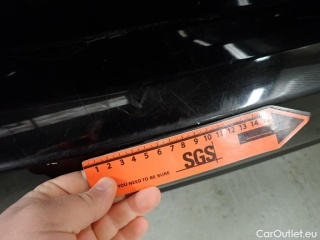 1 2 3 4 5 6 7 8 9 10 11 12 13 14
SGS
YOU NEED TO BE SURE
CarOutlet.eu